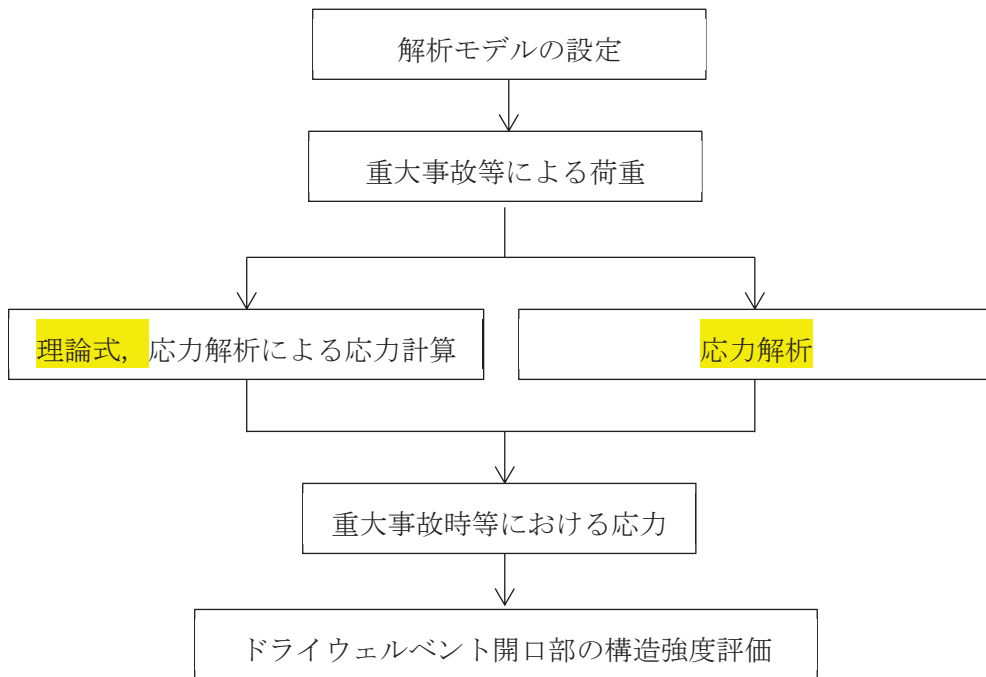 解析モデルの設定
重大事故等による荷重
理論式，応力解析による応力計算
応力解析
重大事故時等における応力
ドライウェルベント開口部の構造強度評価